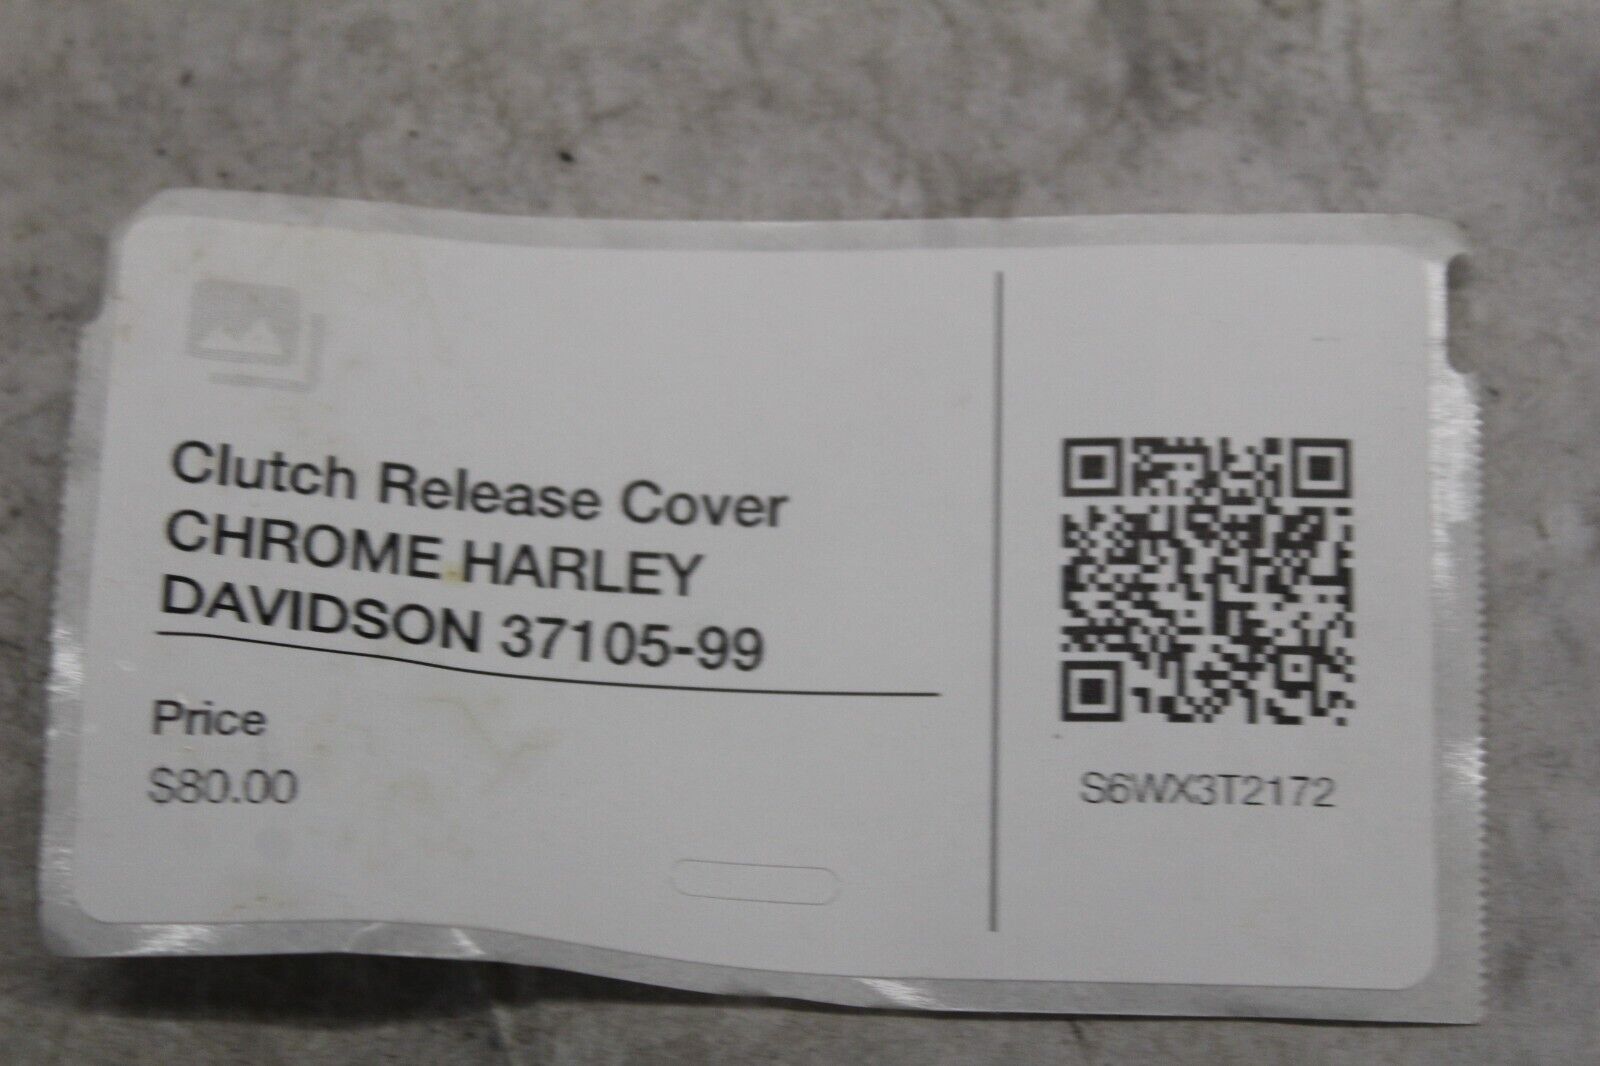 Clutch Release Cover
CHROME HARLEY
DAVIDSON 37105-99
Price
$80.00
S6WX3T2172